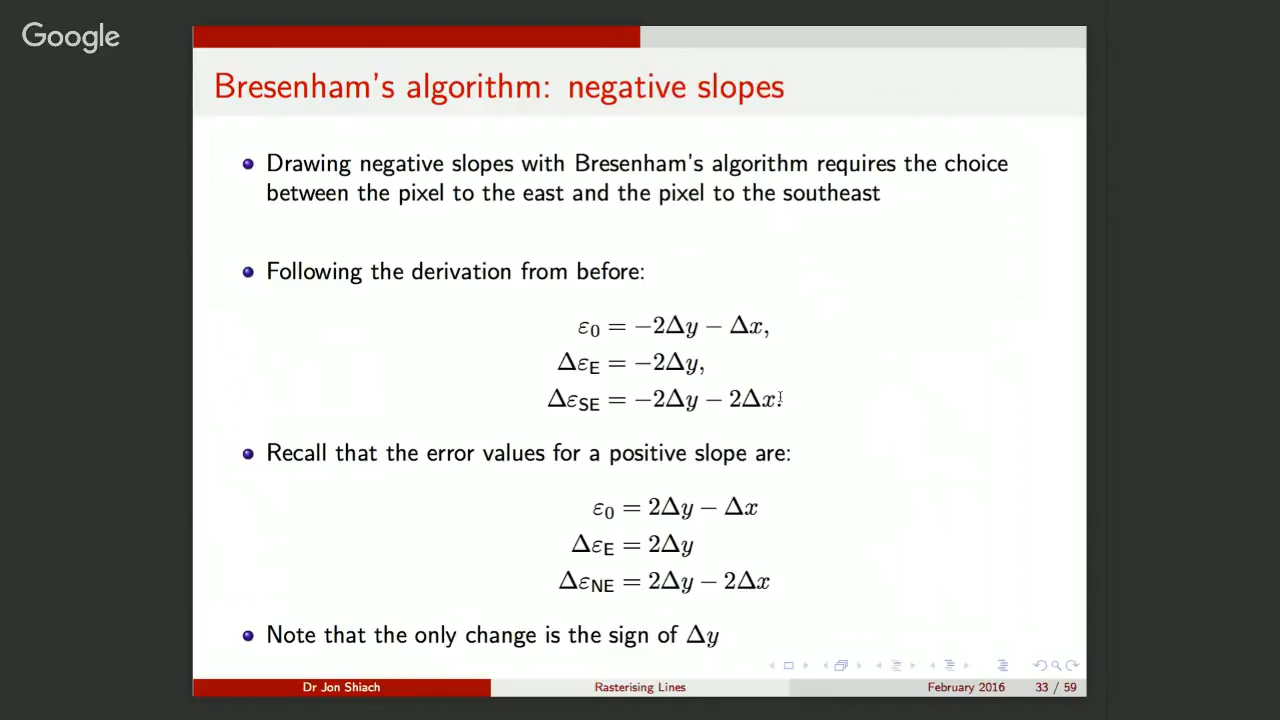 Google
Bresenham's algorithm: negative slopes
Drawing negative slopes with Bresenham's algorithm requires the choice
between the pixel to the east and the pixel to the southeast
Following the derivation from before:
ε₀ = −2Δy − Δx,
Δε_E = −2Δy,
Δε_SE = −2Δy − 2Δx.
Recall that the error values for a positive slope are:
ε₀ = 2Δy − Δx
Δε_E = 2Δy
Δε_NE = 2Δy − 2Δx
Note that the only change is the sign of Δy
Dr Jon Shiach Rasterising Lines February 2016 33 / 59